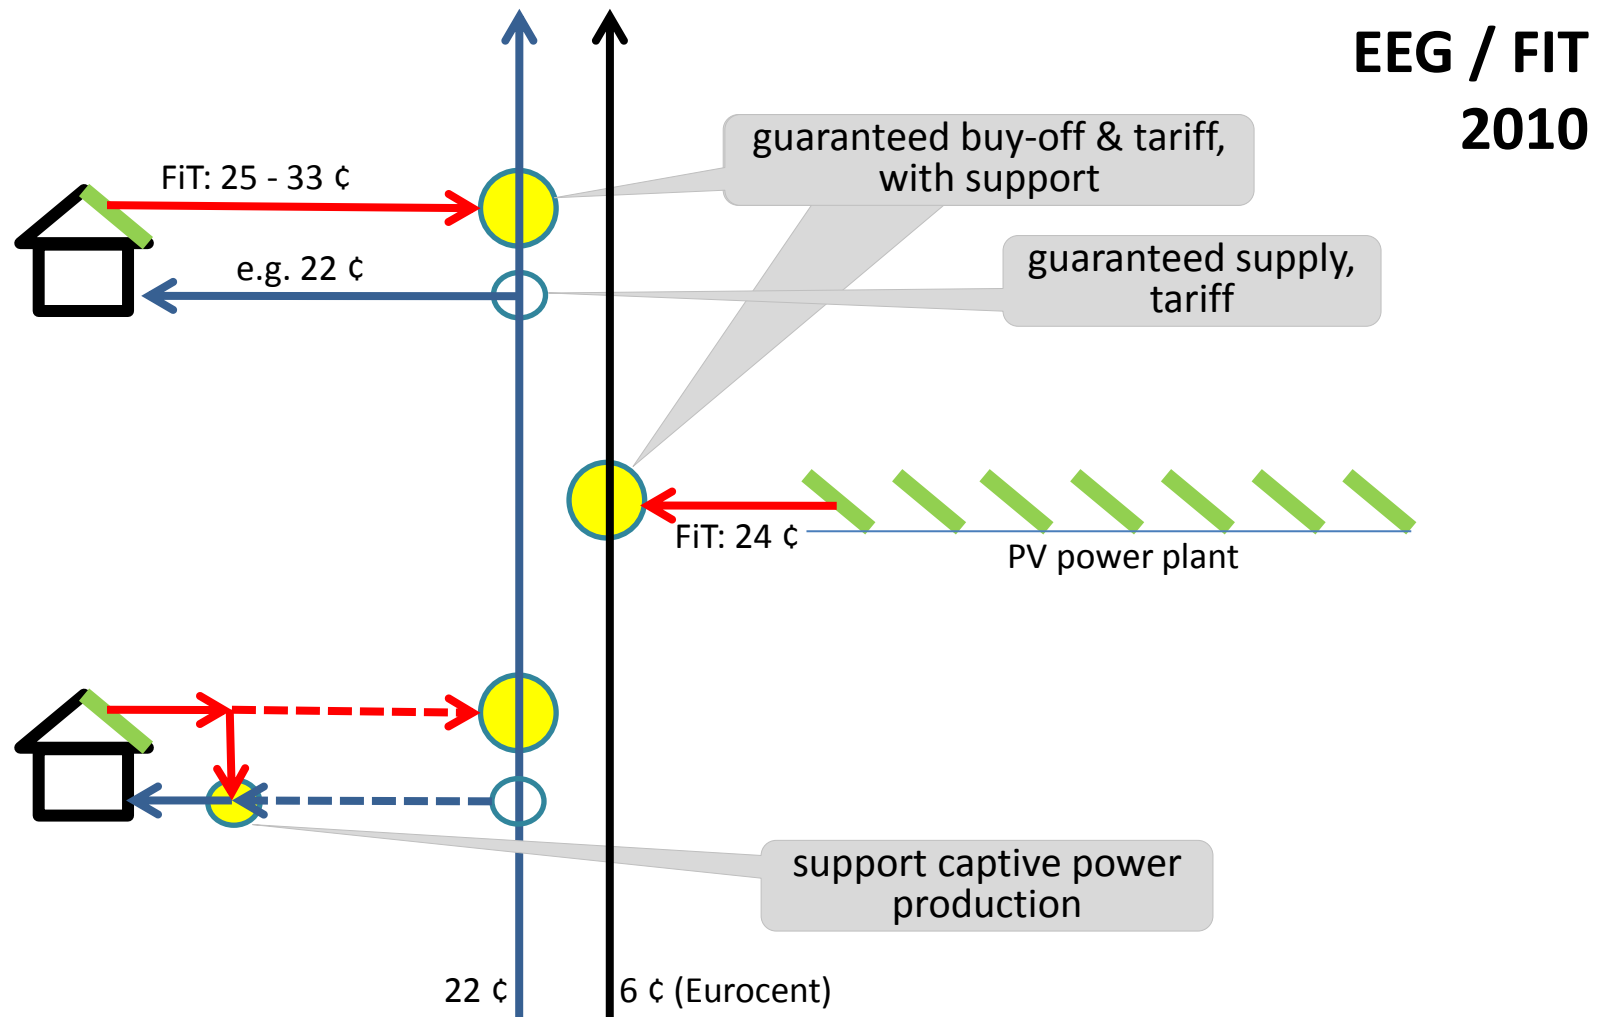 EEG / FIT
2010
guaranteed buy-off & tariff,
with support
FiT: 25 - 33 ¢
guaranteed supply,
tariff
e.g. 22 ¢
FiT: 24 ¢
PV power plant
support captive power
production
22 ¢
6 ¢ (Eurocent)